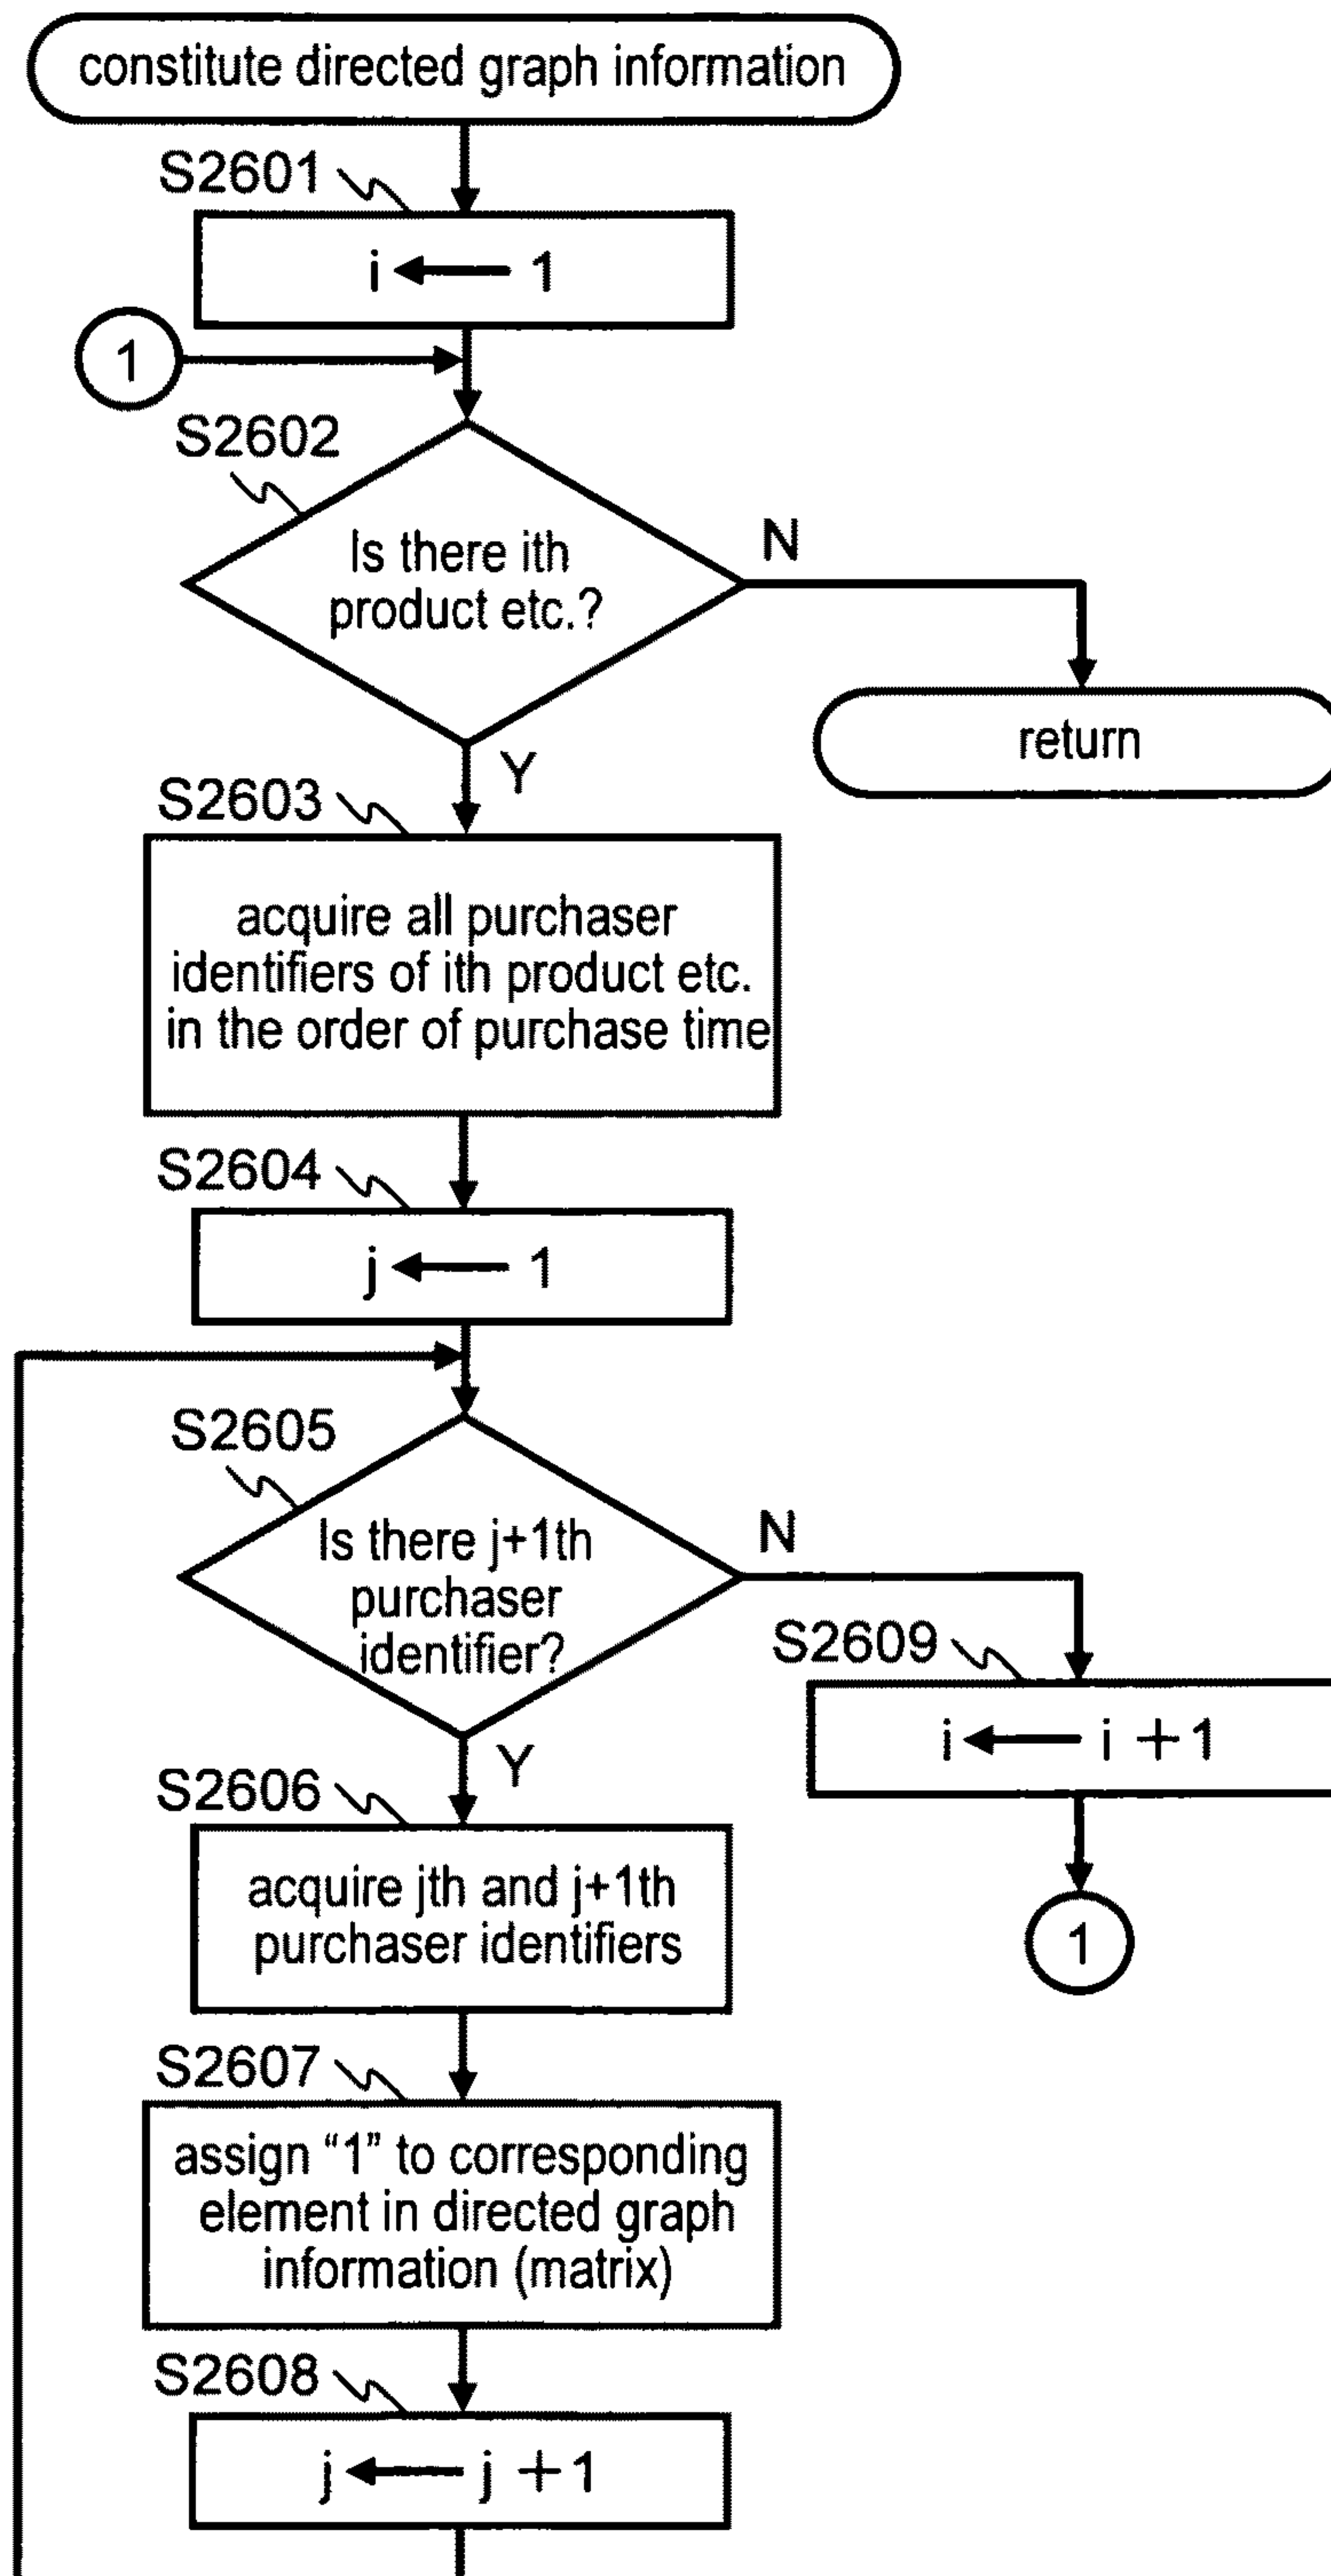 constitute directed graph information
S2601
i ← 1
1
S2602
Is there ith
product etc.?
N
return
Y
S2603
acquire all purchaser
identifiers of ith product etc.
in the order of purchase time
S2604
j ← 1
S2605
Is there j+1th
purchaser
identifier?
N
S2609
i ← i +1
1
Y
S2606
acquire jth and j+1th
purchaser identifiers
S2607
assign “1” to corresponding
element in directed graph
information (matrix)
S2608
j ← j +1